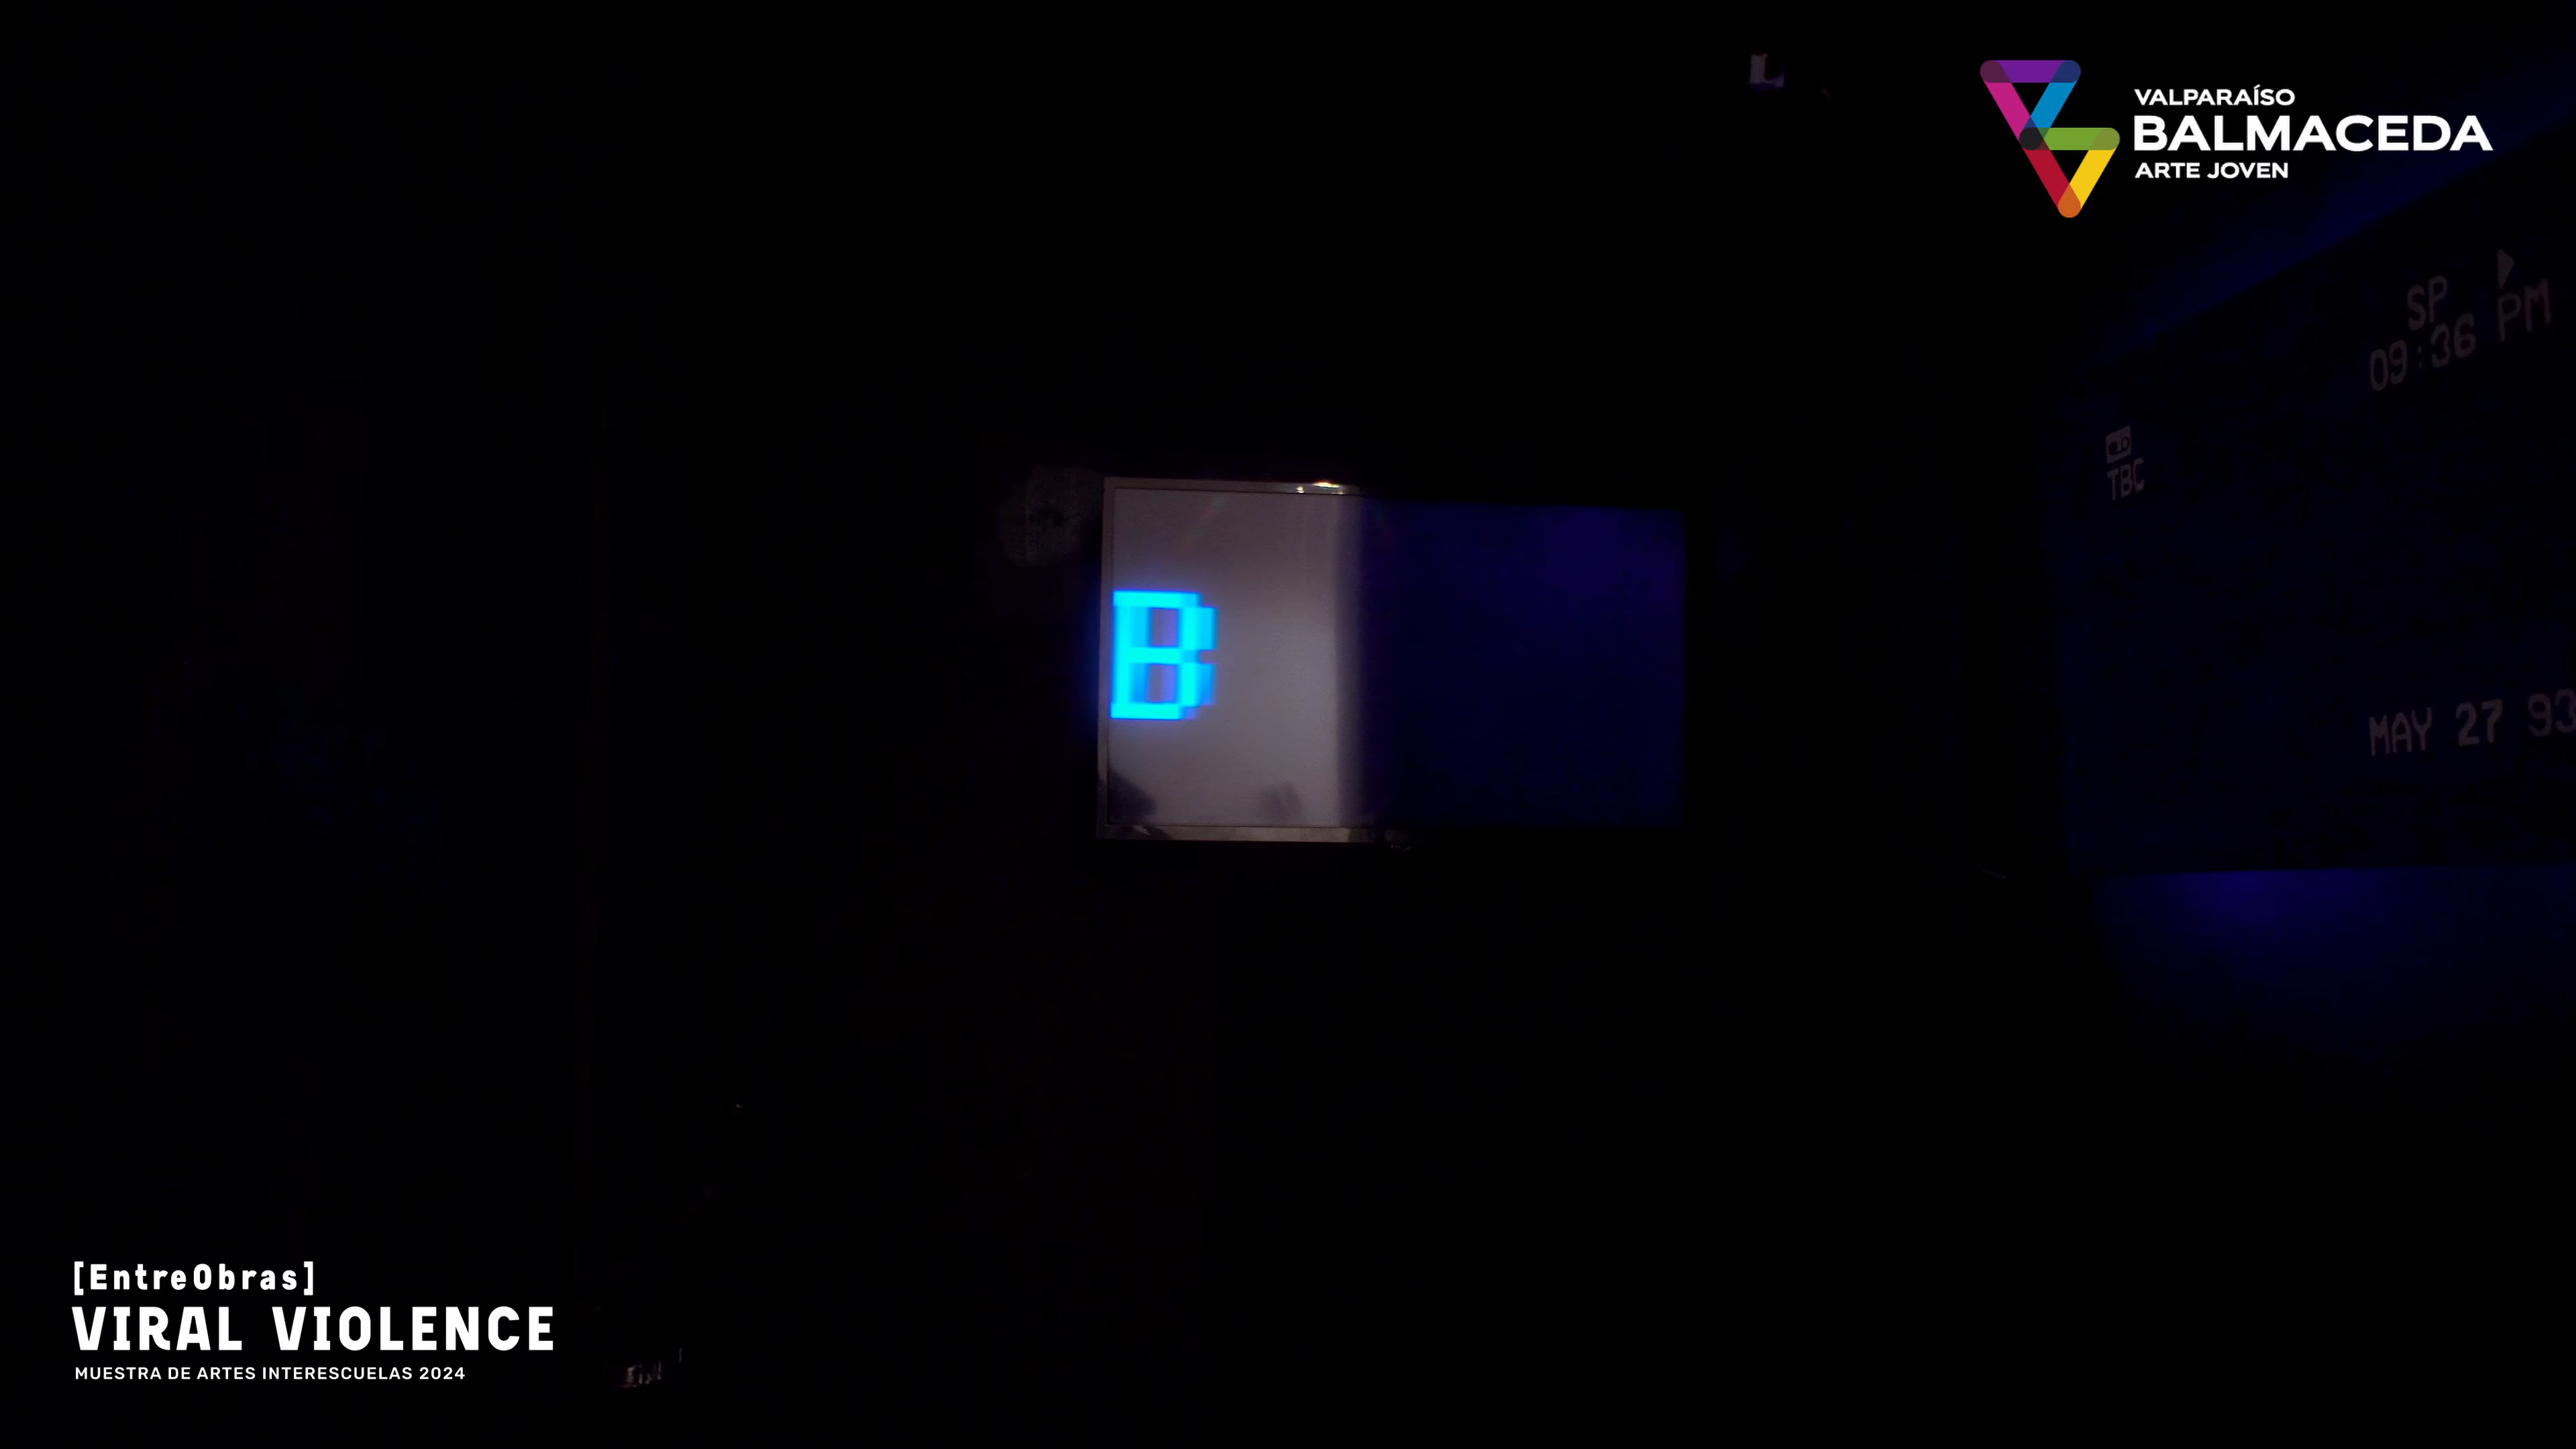 VALPARAÍSO
BALMACEDA
ARTE JOVEN
SP
09:36 PM
TBC
B
MAY 27 93
[EntreObras]
VIRAL VIOLENCE
MUESTRA DE ARTES INTERESCUELAS 2024